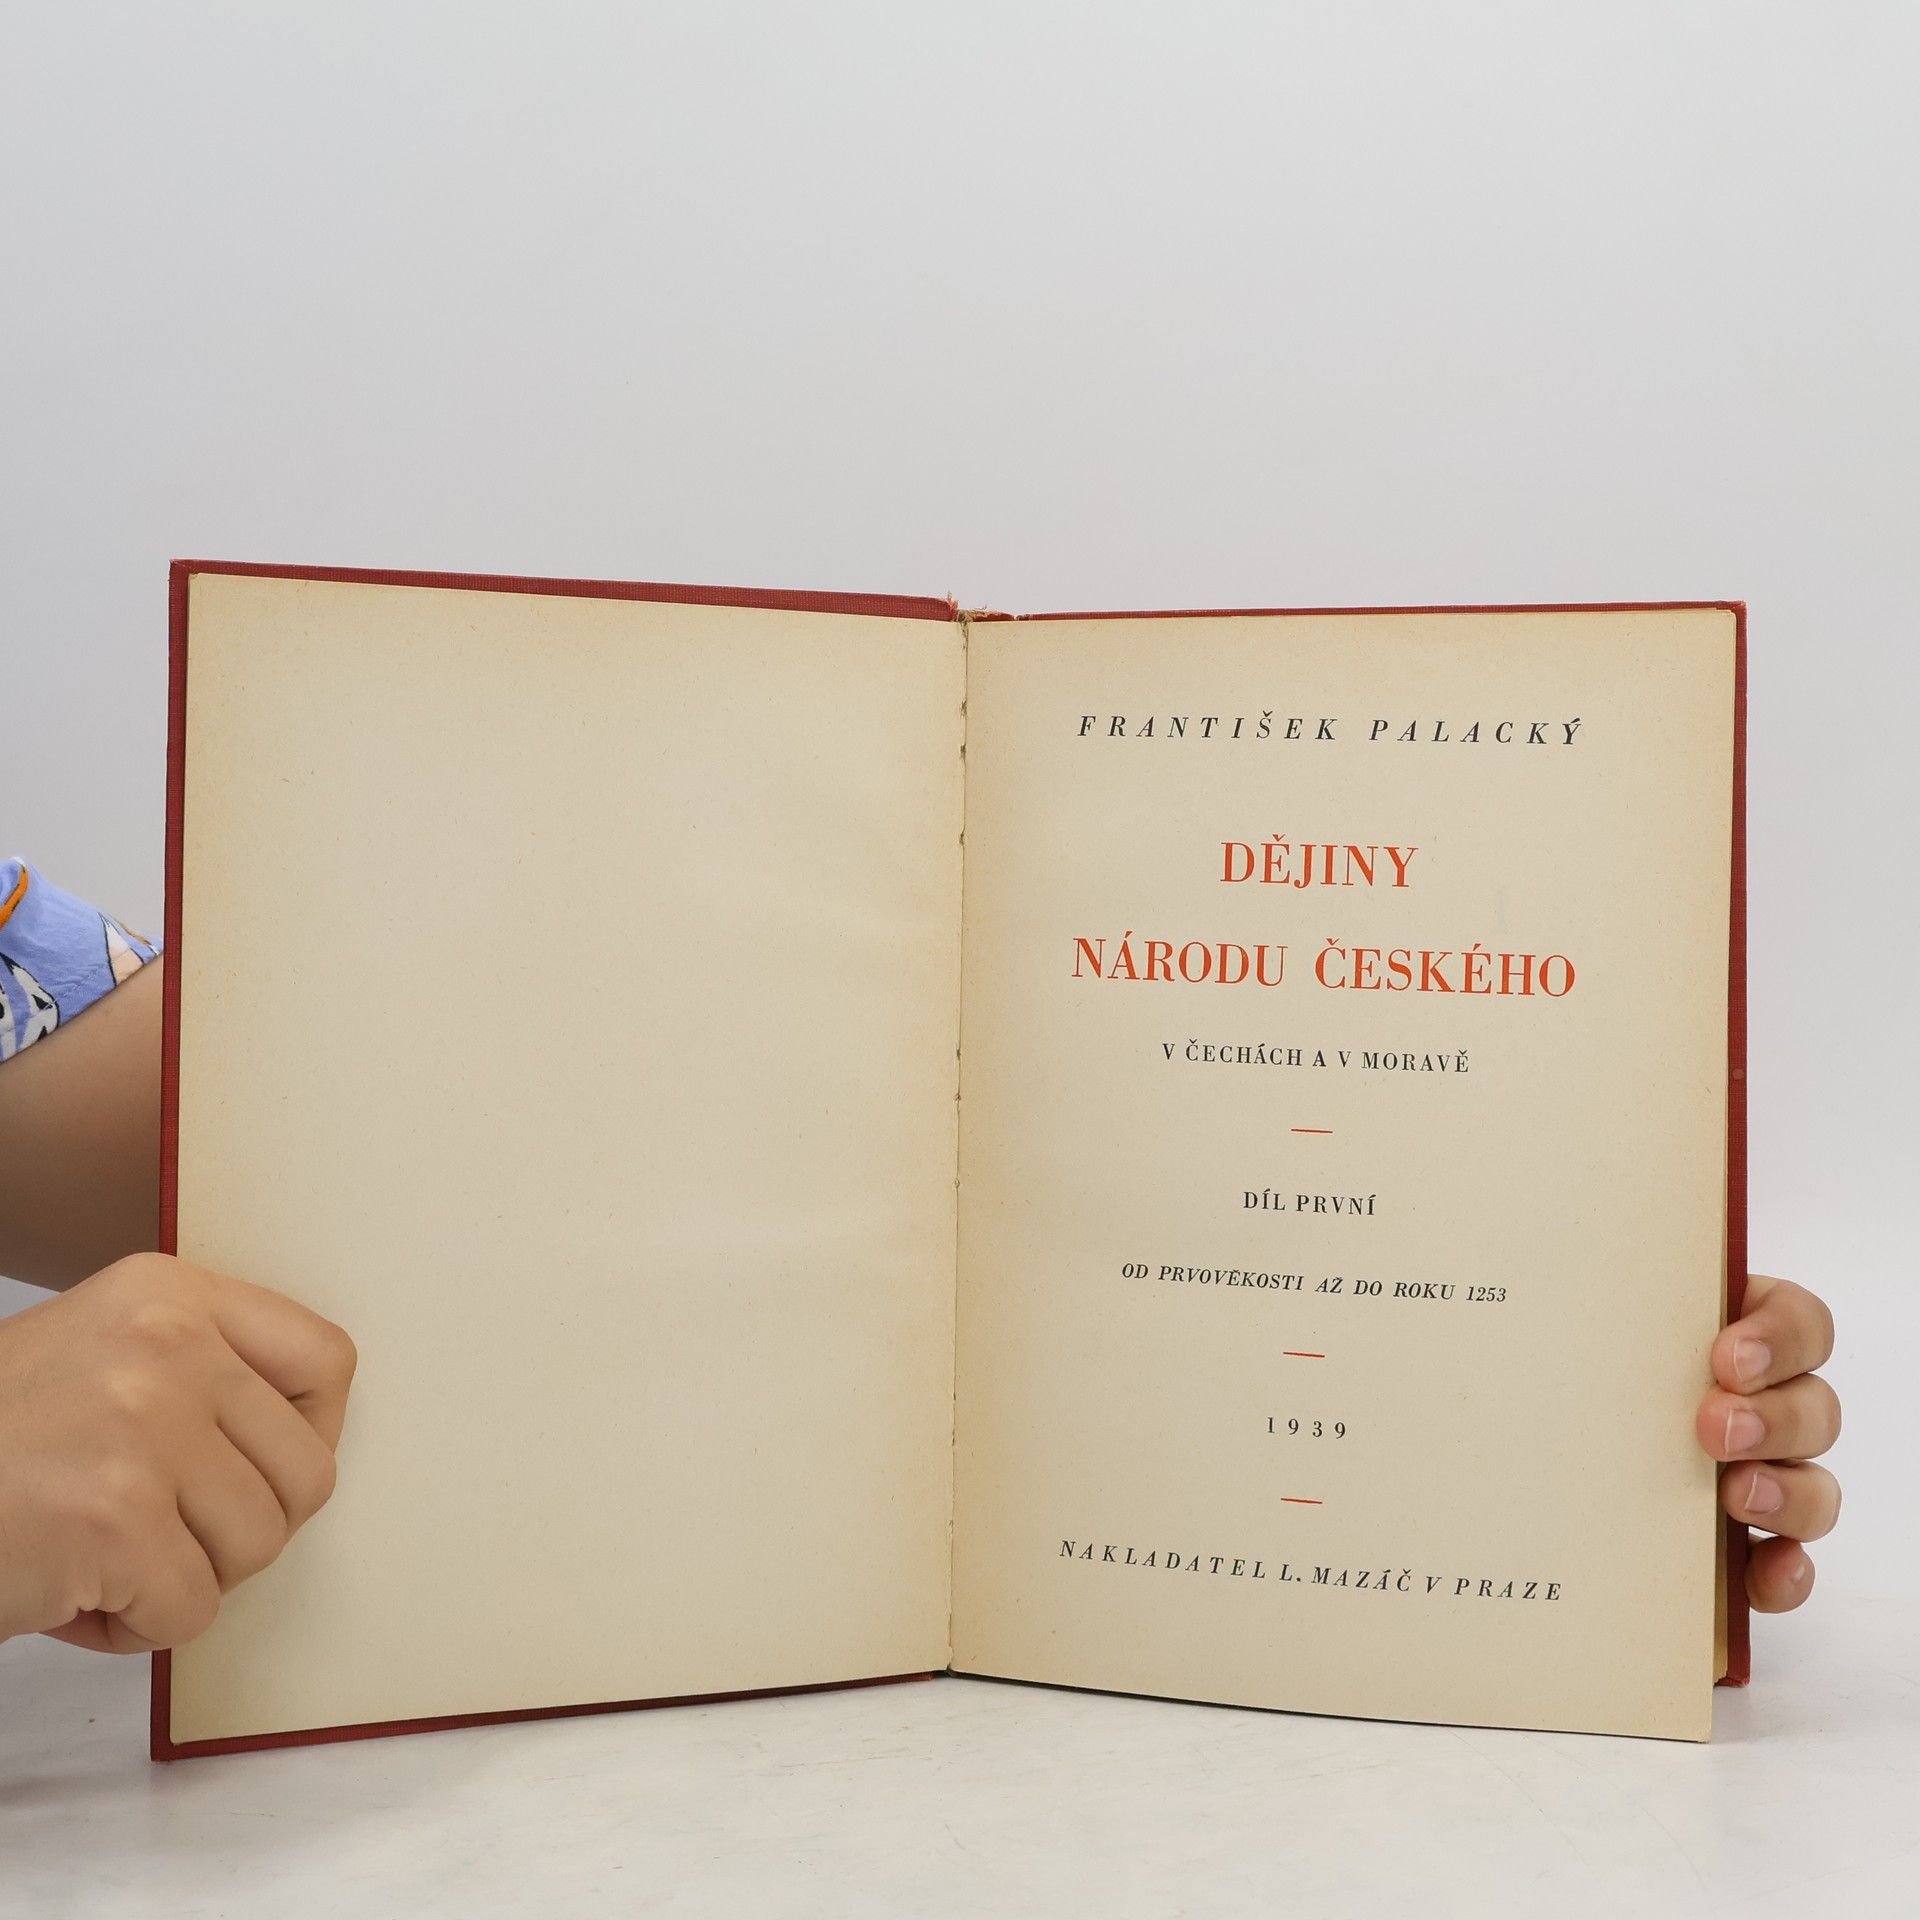 FRANTIŠEK PALACKÝ
DĚJINY
NÁRODU ČESKÉHO
V ČECHÁCH A V MORAVĚ
DÍL PRVNÍ
OD PRVOVĚKOSTI AŽ DO ROKU 1253
1939
NAKLADATEL L. MAZÁČ V PRAZE